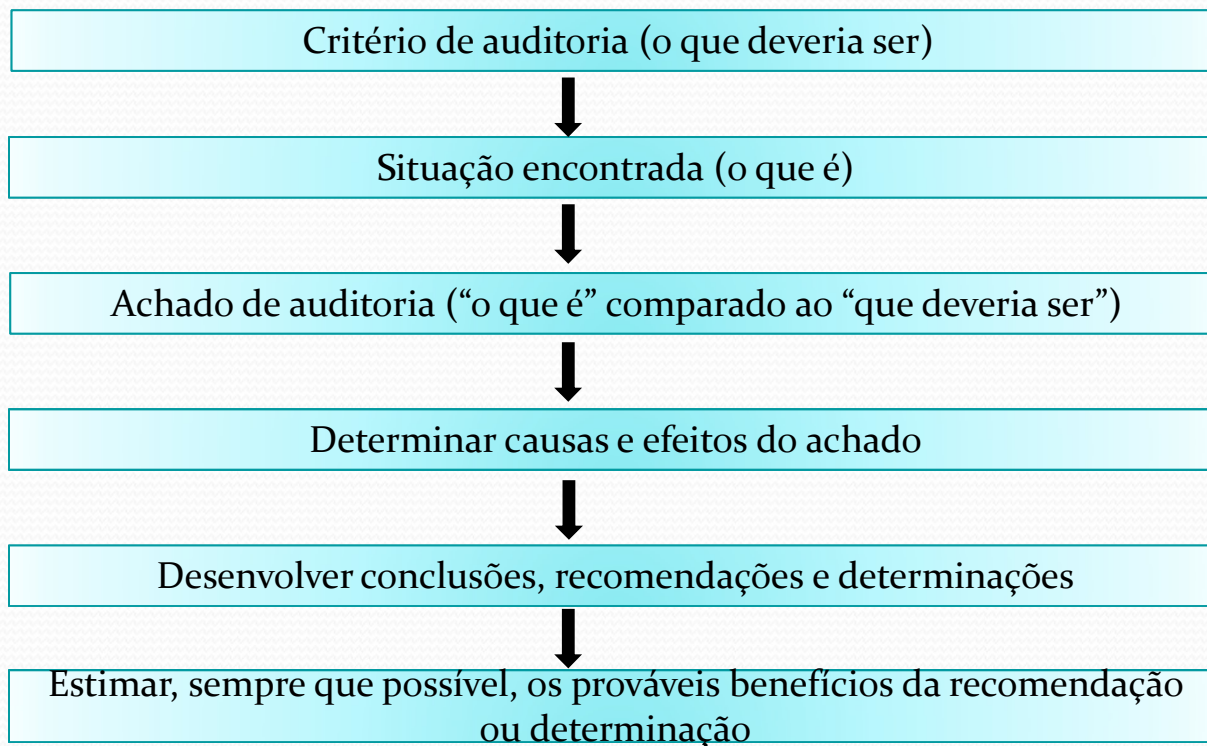 Critério de auditoria (o que deveria ser)
Situação encontrada (o que é)
Achado de auditoria (“o que é” comparado ao “que deveria ser”)
Determinar causas e efeitos do achado
Desenvolver conclusões, recomendações e determinações
Estimar, sempre que possível, os prováveis benefícios da recomendação
ou determinação